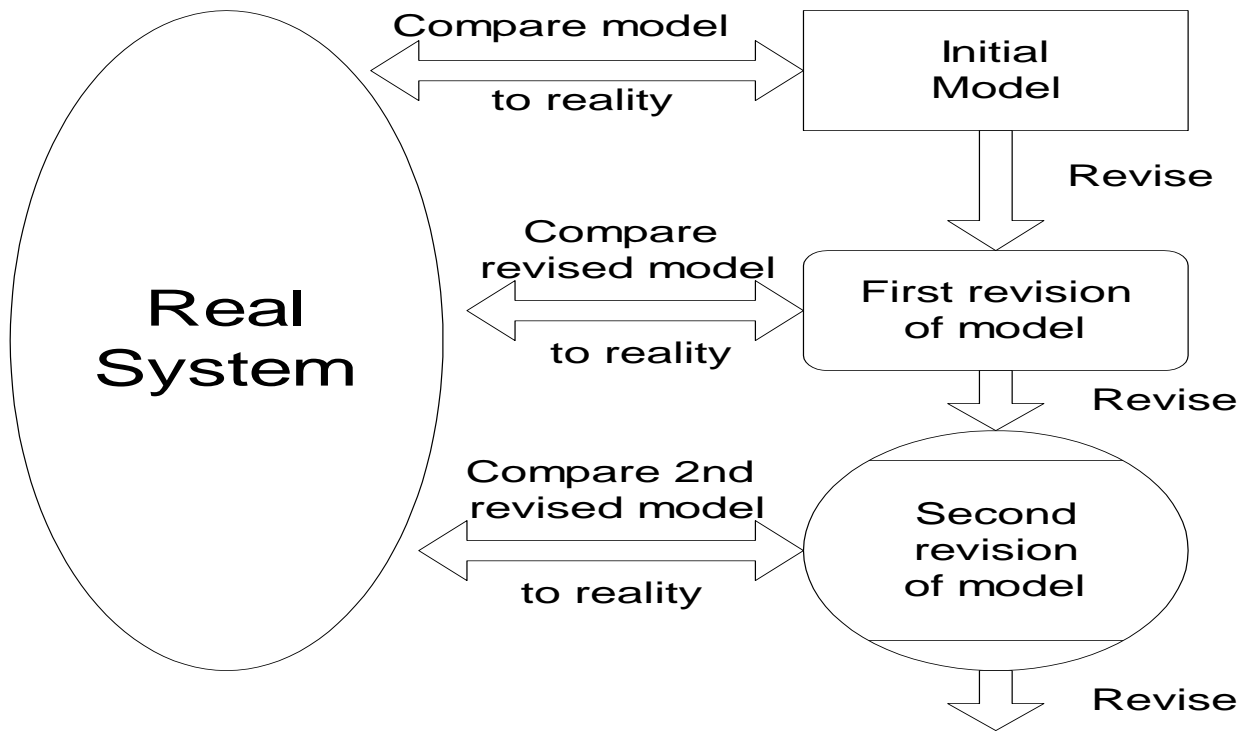 Compare model
to reality
Initial
Model
Revise
Compare
revised model
to reality
First revision
of model
Real
System
Revise
Compare 2nd
revised model
to reality
Second
revision
of model
Revise